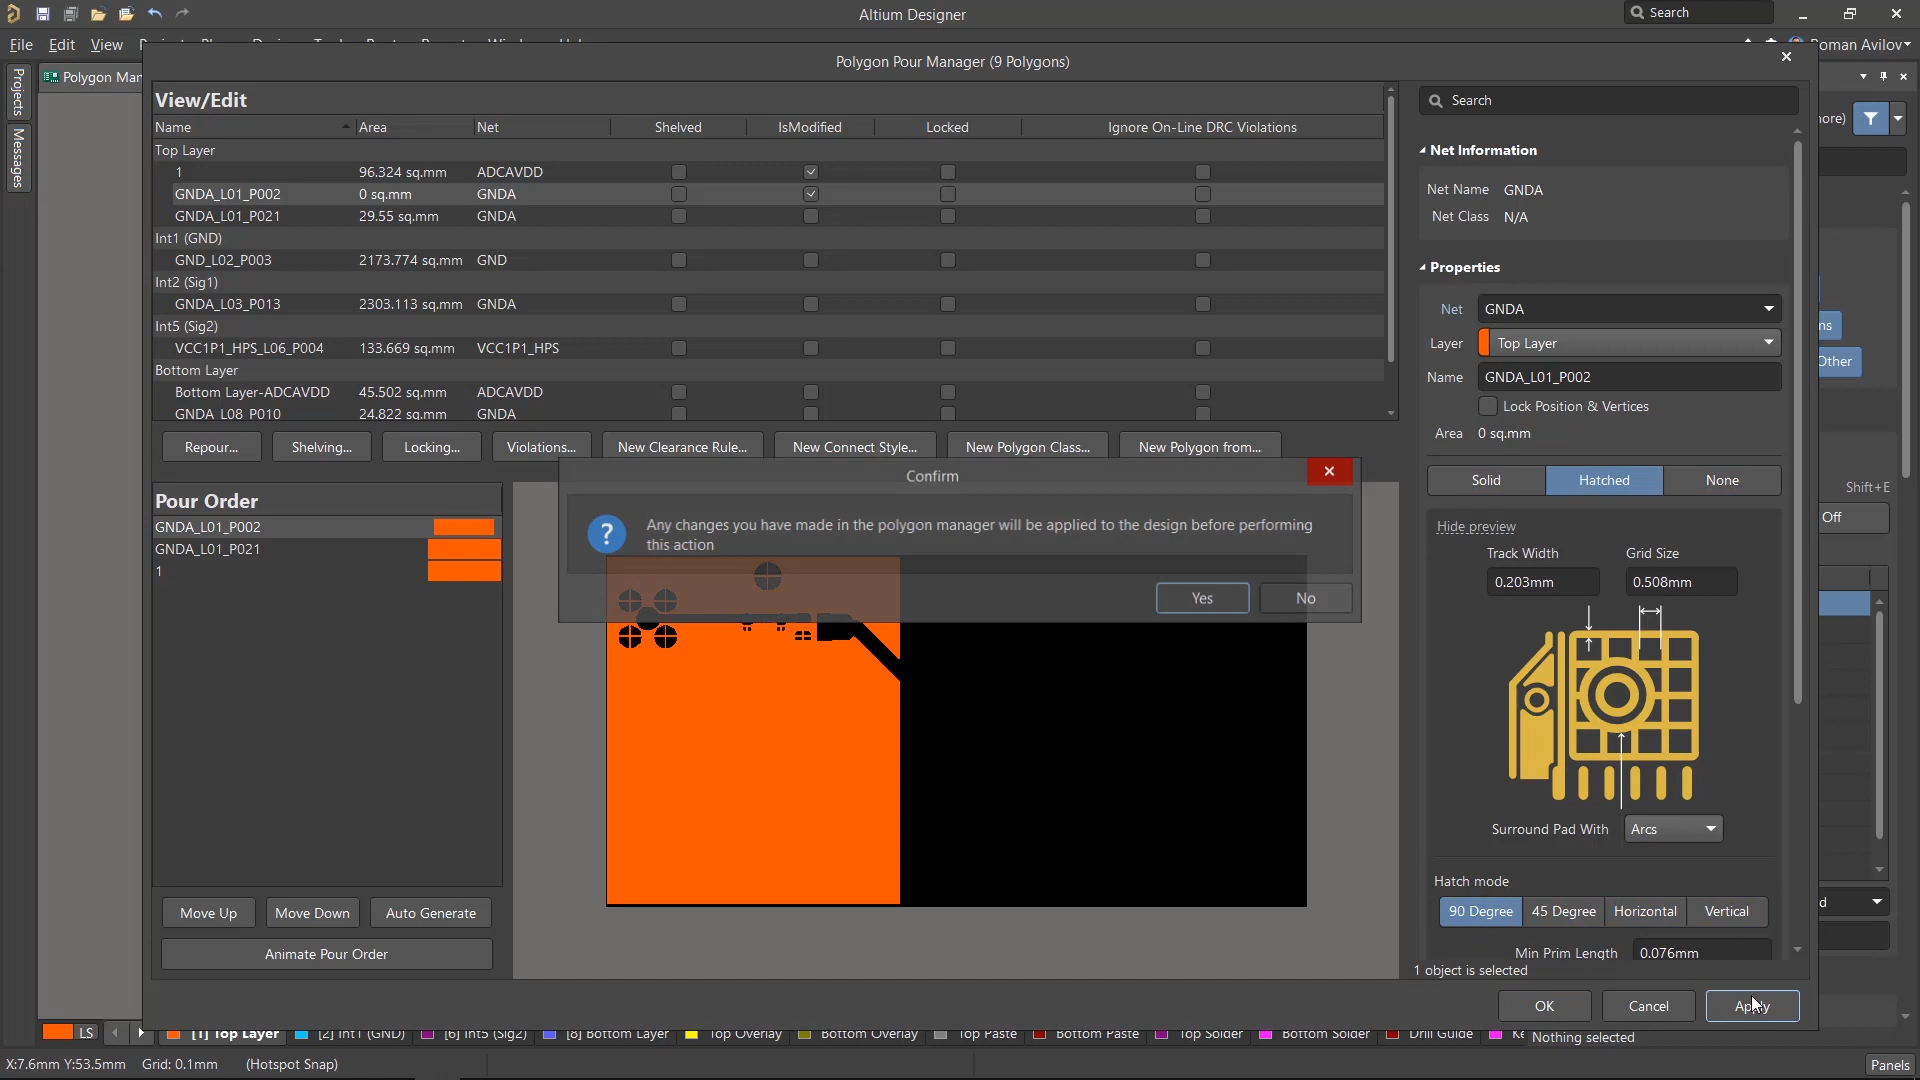 Altium Designer
Search
File Edit View
Roman Avilov
Projects
Messages
Polygon Man
Polygon Pour Manager (9 Polygons)
View/Edit
Name Area Net Shelved IsModified Locked Ignore On-Line DRC Violations
Top Layer
1 96.324 sq.mm ADCAVDD
GNDA_L01_P002 0 sq.mm GNDA
GNDA_L01_P021 29.55 sq.mm GNDA
Int1 (GND)
GND_L02_P003 2173.774 sq.mm GND
Int2 (Sig1)
GNDA_L03_P013 2303.113 sq.mm GNDA
Int5 (Sig2)
VCC1P1_HPS_L06_P004 133.669 sq.mm VCC1P1_HPS
Bottom Layer
Bottom Layer-ADCAVDD 45.502 sq.mm ADCAVDD
GNDA_L08_P010 24.822 sq.mm GNDA
Repour... Shelving... Locking... Violations... New Clearance Rule... New Connect Style... New Polygon Class... New Polygon from...
Confirm
Any changes you have made in the polygon manager will be applied to the design before performing
this action
Yes No
Pour Order
GNDA_L01_P002
GNDA_L01_P021
1
Move Up Move Down Auto Generate
Animate Pour Order
Search
Net Information
Net Name GNDA
Net Class N/A
Properties
Net GNDA
Layer Top Layer
Name GNDA_L01_P002
Lock Position & Vertices
Area 0 sq.mm
Solid Hatched None
Hide preview
Track Width Grid Size
0.203mm 0.508mm
Surround Pad With Arcs
Hatch mode
90 Degree 45 Degree Horizontal Vertical
Min Prim Length 0.076mm
1 object is selected
OK Cancel Apply
ore)
ns
Other
Shift+E
Off
d
LS [1] Top Layer [2] Int1 (GND) [6] Int5 (Sig2) [8] Bottom Layer Top Overlay Bottom Overlay Top Paste Bottom Paste Top Solder Bottom Solder Drill Guide Ke
Nothing selected
X:7.6mm Y:53.5mm Grid: 0.1mm (Hotspot Snap)
Panels